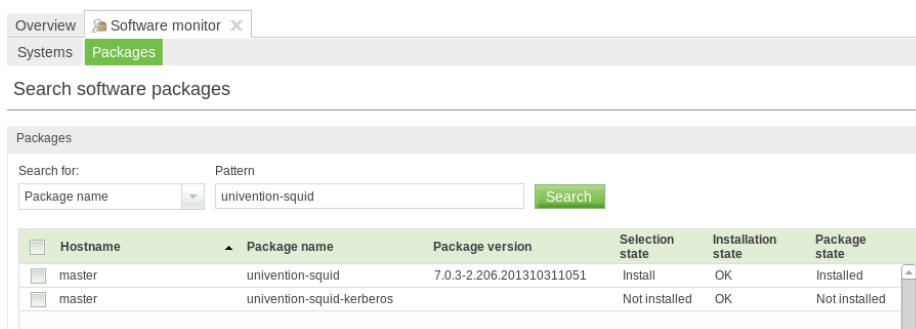 Overview Software monitor
Systems Packages
Search software packages
Packages
Search for: Pattern
Package name univention-squid Search
Hostname Package name Package version Selection state Installation state Package state
master univention-squid 7.0.3-2.206.201310311051 Install OK Installed
master univention-squid-kerberos Not installed OK Not installed